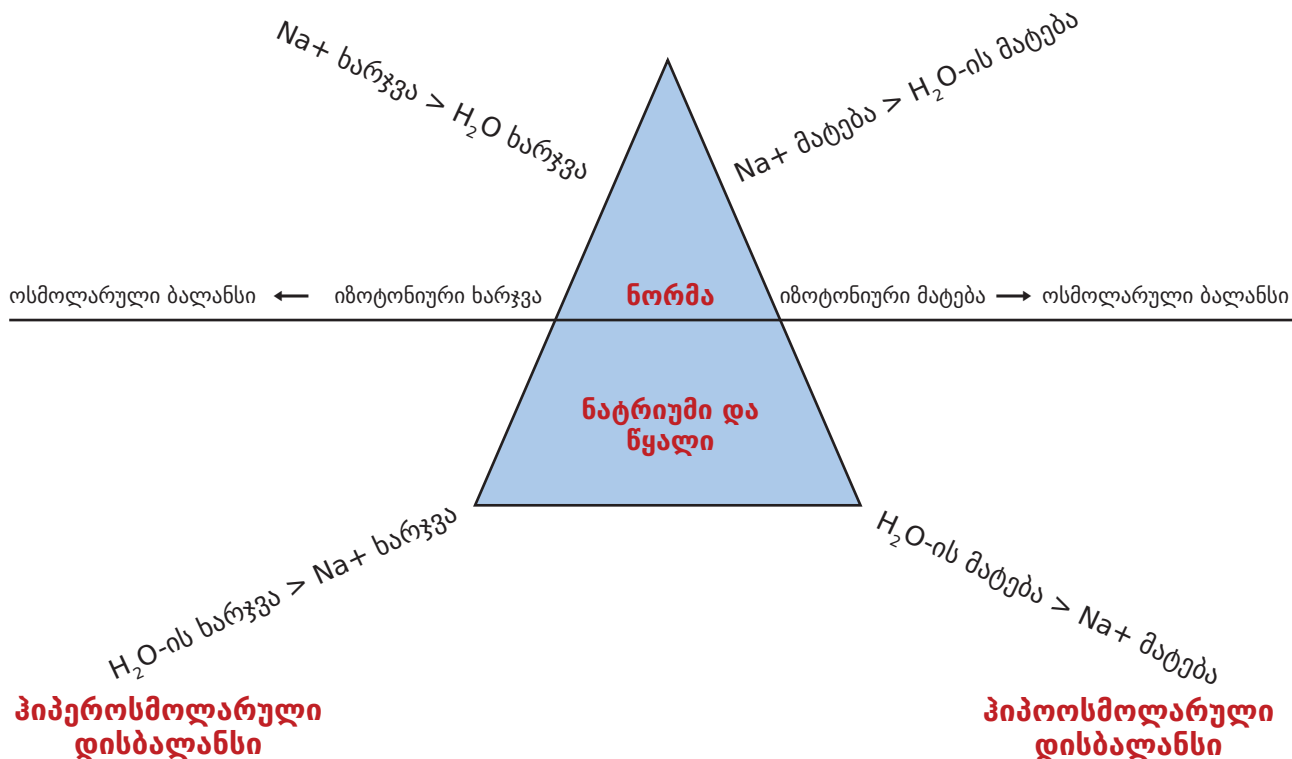 Na+ ხარჯვა > H₂O ხარჯვა
Na+ მატება > H₂O-ის მატება
ოსმოლარული ბალანსი ← იზოტონიური ხარჯვა
ნორმა
იზოტონიური მატება → ოსმოლარული ბალანსი
ნატრიუმი და
წყალი
H₂O-ის ხარჯვა > Na+ ხარჯვა
H₂O-ის მატება > Na+ მატება
ჰიპეროსმოლარული
დისბალანსი
ჰიპოოსმოლარული
დისბალანსი